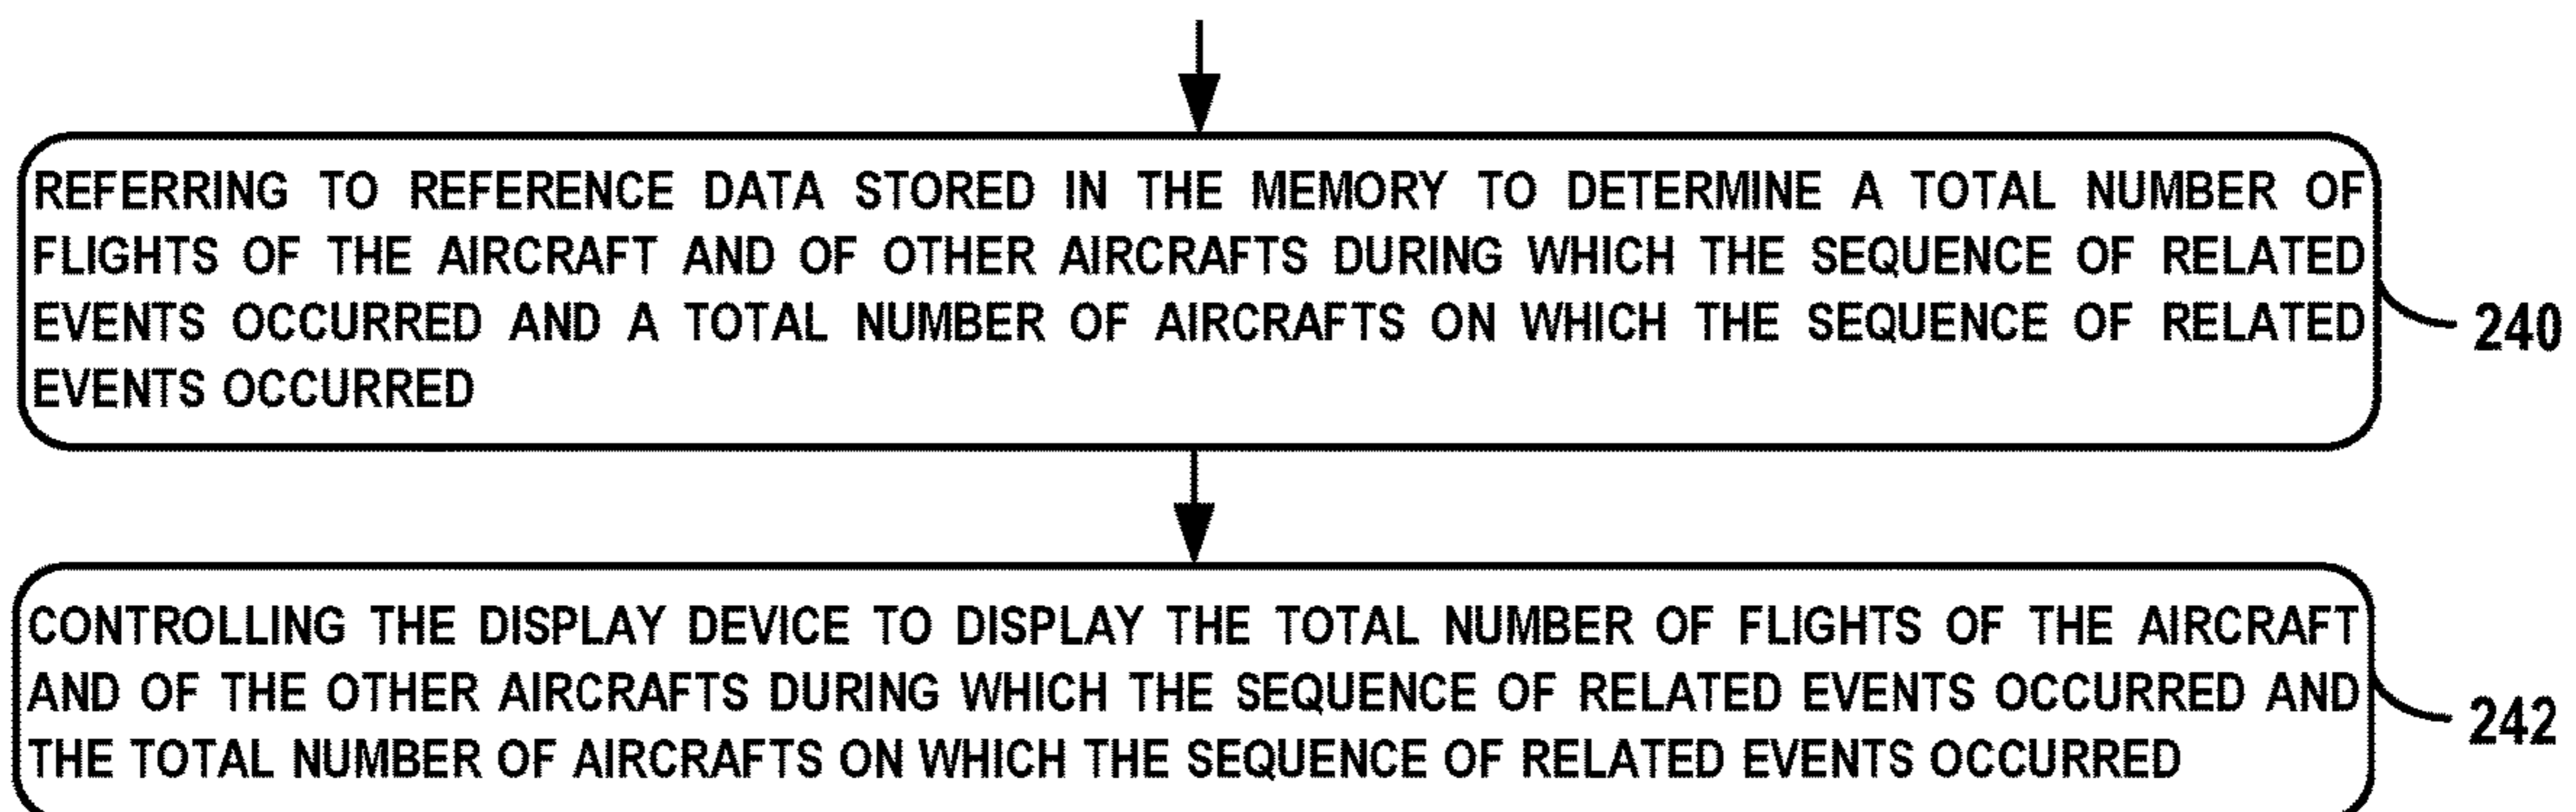 REFERRING TO REFERENCE DATA STORED IN THE MEMORY TO DETERMINE A TOTAL NUMBER OF
FLIGHTS OF THE AIRCRAFT AND OF OTHER AIRCRAFTS DURING WHICH THE SEQUENCE OF RELATED
EVENTS OCCURRED AND A TOTAL NUMBER OF AIRCRAFTS ON WHICH THE SEQUENCE OF RELATED
EVENTS OCCURRED
240
CONTROLLING THE DISPLAY DEVICE TO DISPLAY THE TOTAL NUMBER OF FLIGHTS OF THE AIRCRAFT
AND OF THE OTHER AIRCRAFTS DURING WHICH THE SEQUENCE OF RELATED EVENTS OCCURRED AND
THE TOTAL NUMBER OF AIRCRAFTS ON WHICH THE SEQUENCE OF RELATED EVENTS OCCURRED
242